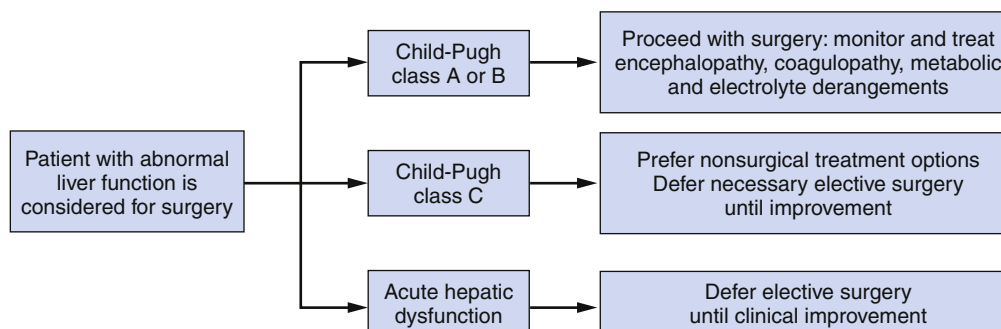 Patient with abnormal
liver function is
considered for surgery
Child-Pugh
class A or B
Proceed with surgery: monitor and treat
encephalopathy, coagulopathy, metabolic
and electrolyte derangements
Child-Pugh
class C
Prefer nonsurgical treatment options
Defer necessary elective surgery
until improvement
Acute hepatic
dysfunction
Defer elective surgery
until clinical improvement